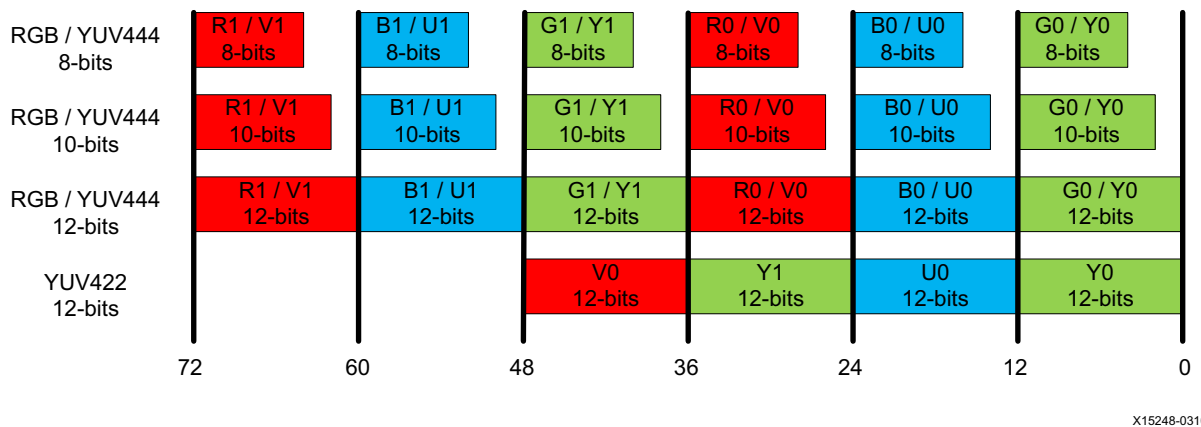 RGB / YUV444
8-bits
R1 / V1
8-bits
B1 / U1
8-bits
G1 / Y1
8-bits
R0 / V0
8-bits
B0 / U0
8-bits
G0 / Y0
8-bits
RGB / YUV444
10-bits
R1 / V1
10-bits
B1 / U1
10-bits
G1 / Y1
10-bits
R0 / V0
10-bits
B0 / U0
10-bits
G0 / Y0
10-bits
RGB / YUV444
12-bits
R1 / V1
12-bits
B1 / U1
12-bits
G1 / Y1
12-bits
R0 / V0
12-bits
B0 / U0
12-bits
G0 / Y0
12-bits
YUV422
12-bits
V0
12-bits
Y1
12-bits
U0
12-bits
Y0
12-bits
72
60
48
36
24
12
0
X15248-031